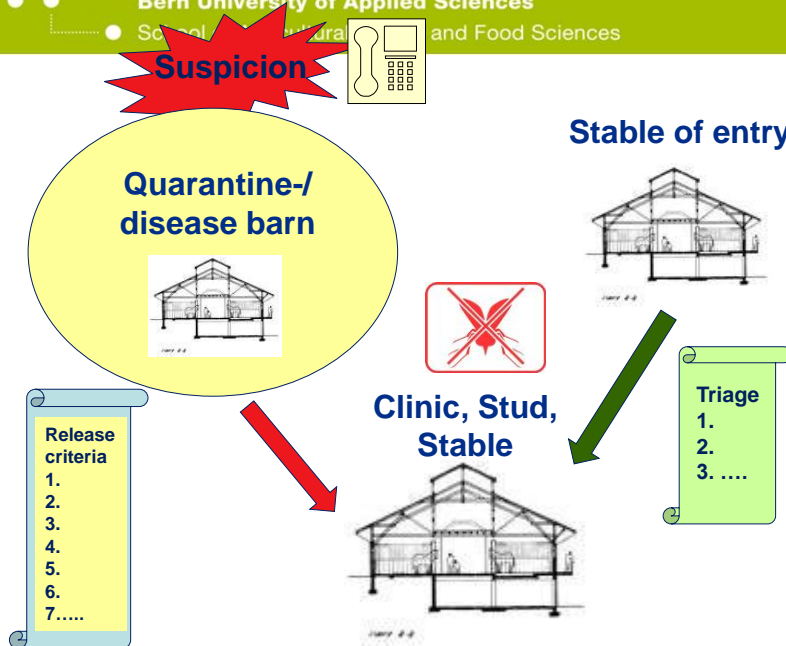 Bern University of Applied Sciences
and Food Sciences
Suspicion
Stable of entry
Quarantine-/
disease barn
Clinic, Stud,
Stable
Release
criteria
1.
2.
3.
4.
5.
6.
7…..
Triage
1.
2.
3. ….